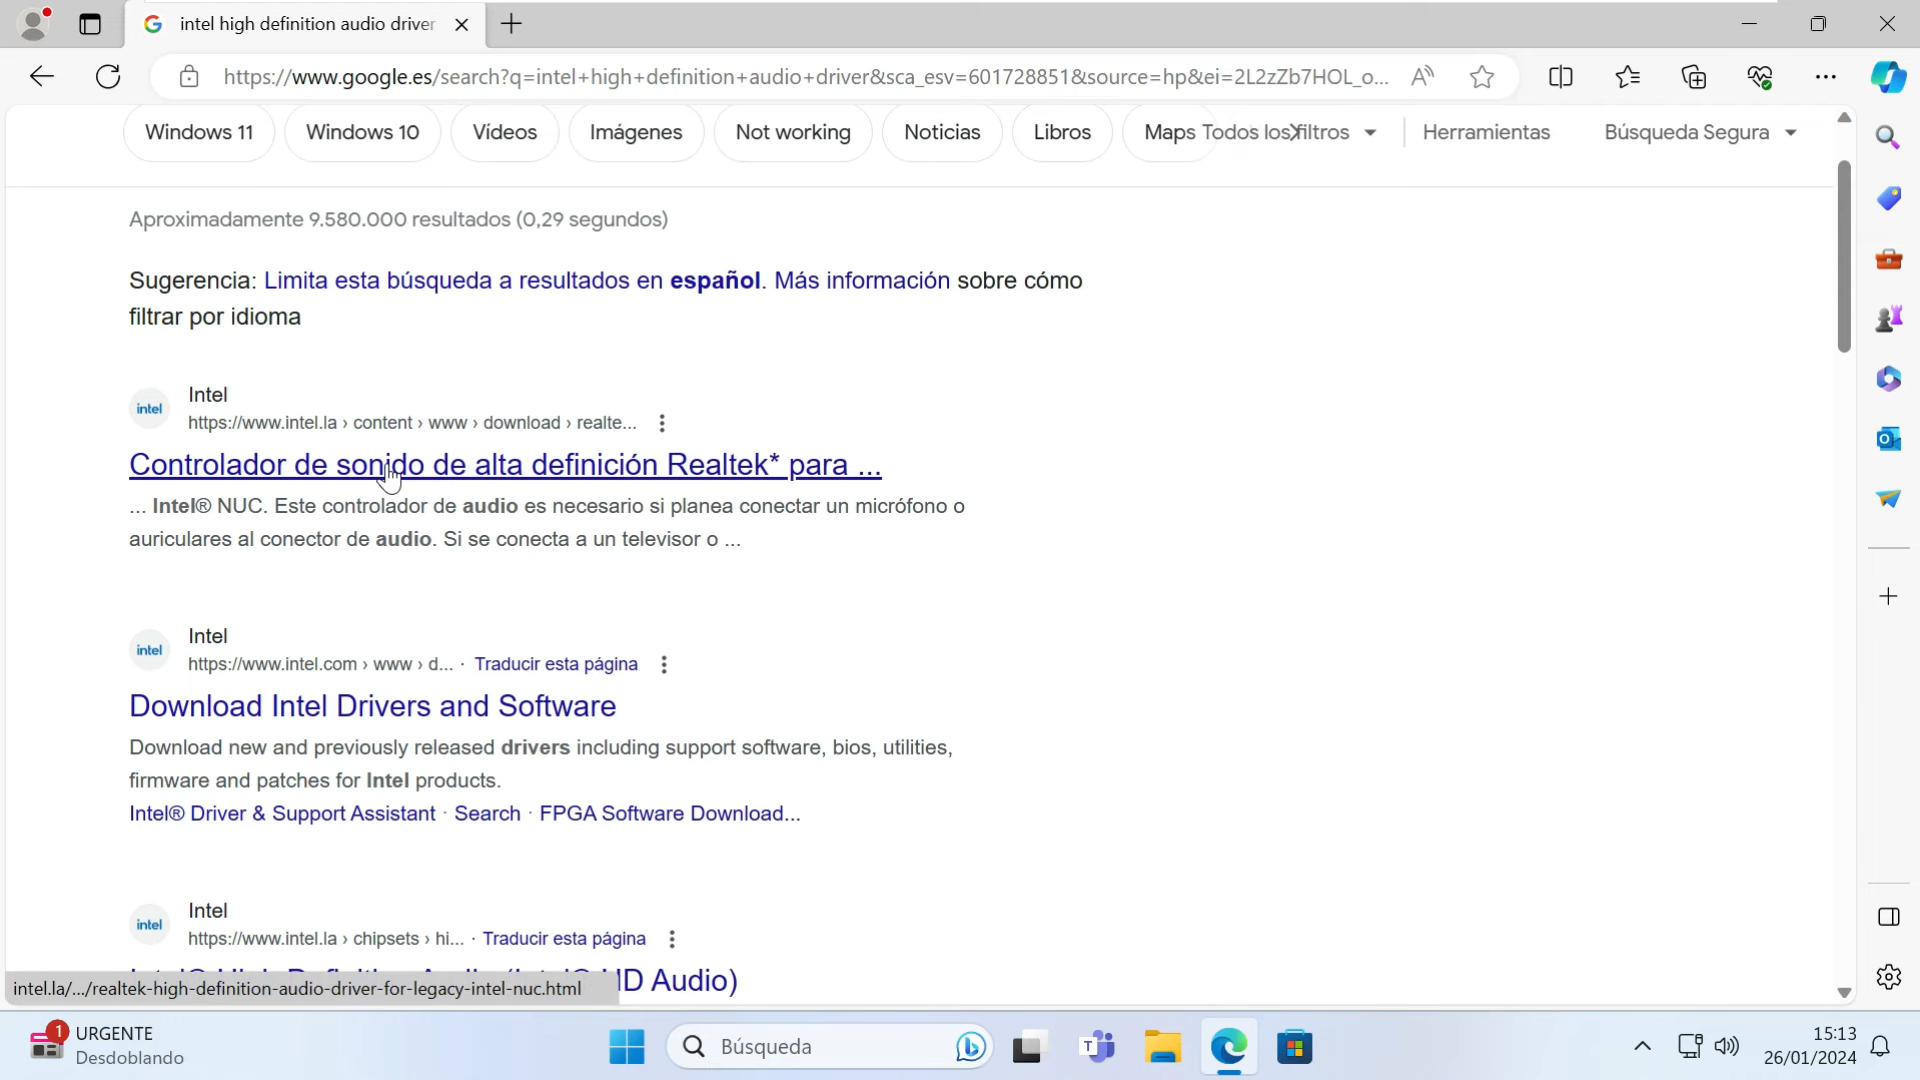 intel high definition audio driver
https://www.google.es/search?q=intel+high+definition+audio+driver&sca_esv=601728851&source=hp&ei=2L2zZb7HOL_o...
Windows 11 Windows 10 Vídeos Imágenes Not working Noticias Libros Maps Todos los filtros Herramientas Búsqueda Segura
Aproximadamente 9.580.000 resultados (0,29 segundos)
Sugerencia: Limita esta búsqueda a resultados en español. Más información sobre cómo
filtrar por idioma
intel Intel
https://www.intel.la › content › www › download › realte...
Controlador de sonido de alta definición Realtek* para ...
... Intel® NUC. Este controlador de audio es necesario si planea conectar un micrófono o
auriculares al conector de audio. Si se conecta a un televisor o ...
intel Intel
https://www.intel.com › www › d... · Traducir esta página
Download Intel Drivers and Software
Download new and previously released drivers including support software, bios, utilities,
firmware and patches for Intel products.
Intel® Driver & Support Assistant · Search · FPGA Software Download...
intel Intel
https://www.intel.la › chipsets › hi... · Traducir esta página
HD Audio)
intel.la/.../realtek-high-definition-audio-driver-for-legacy-intel-nuc.html
1 URGENTE
Desdoblando
Búsqueda
15:13
26/01/2024